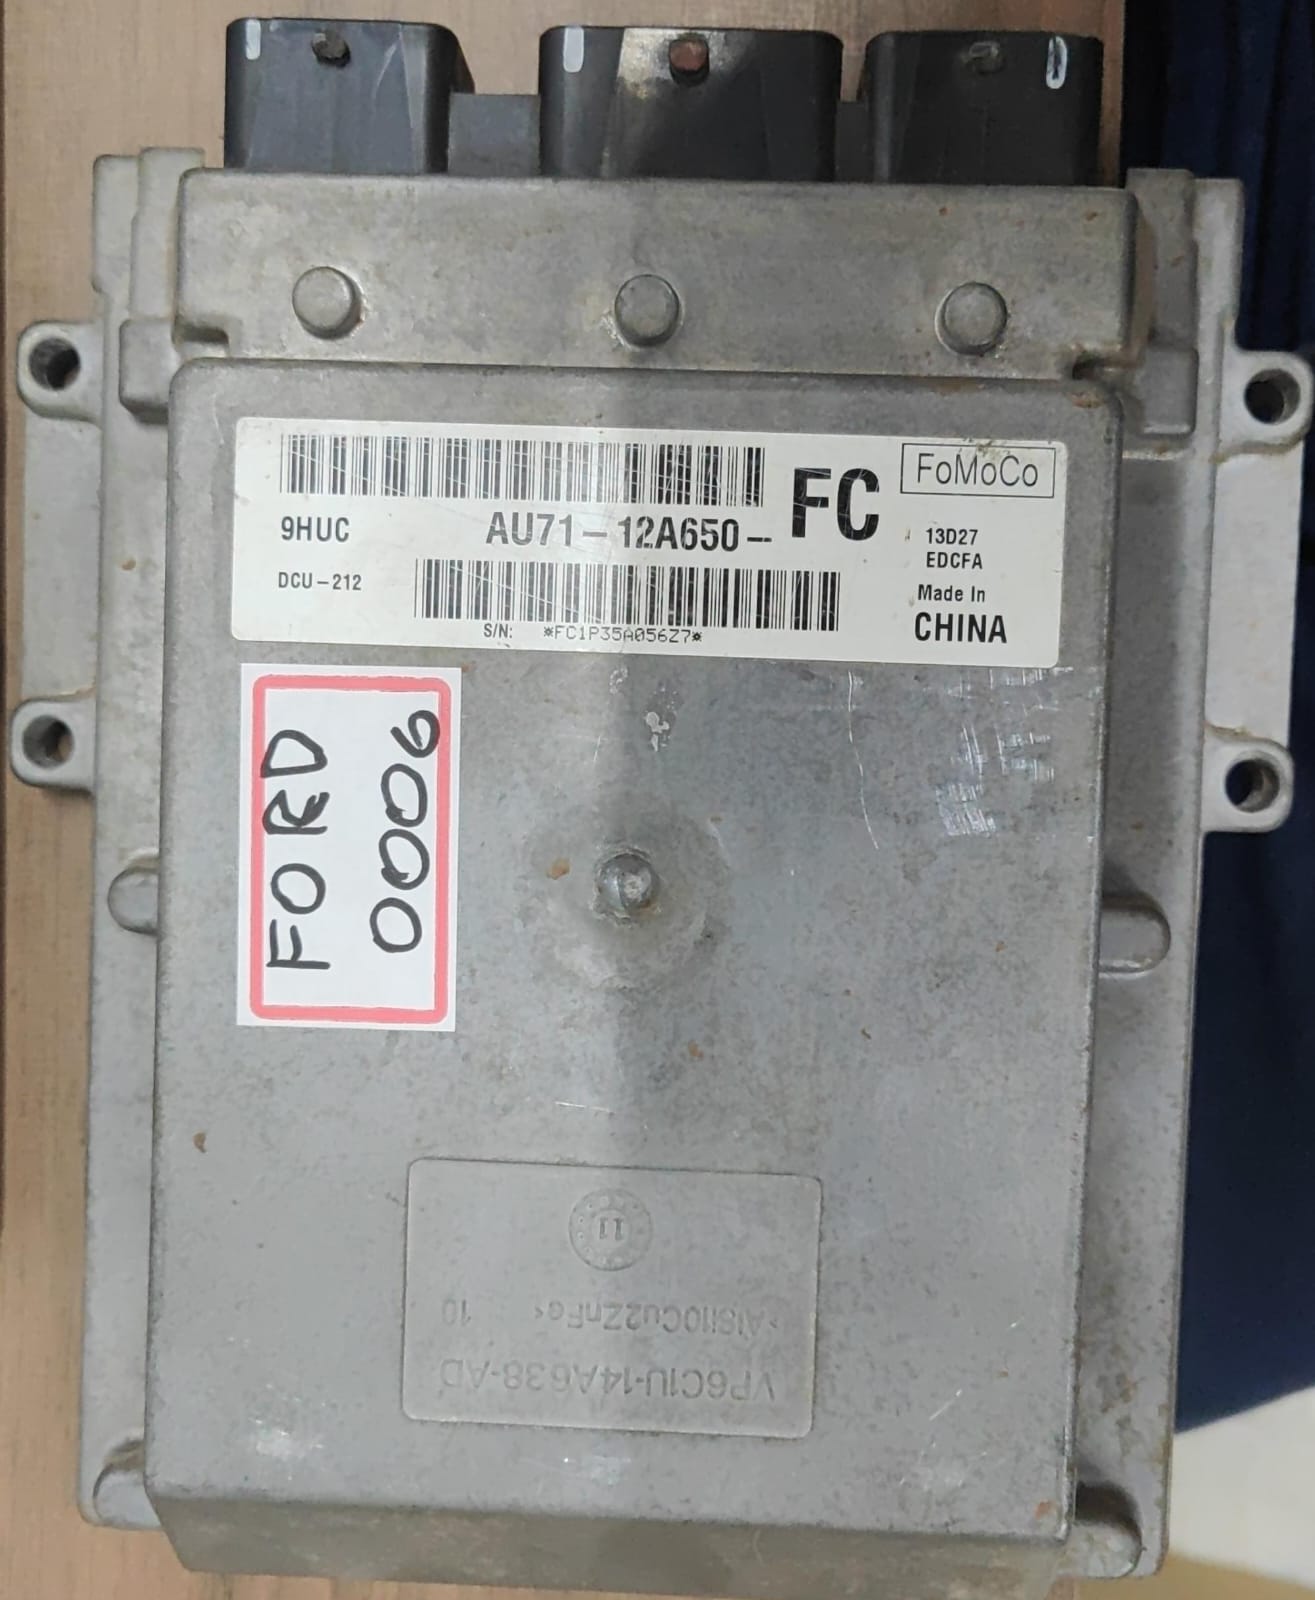 FoMoCo
9HUC AU71-12A650-- FC
13D27
EDCFA
DCU-212
Made In
CHINA
S/N: *FC1P35A056Z7*
FORD
0006
11
>AlSi10Cu2ZnFe< 10
VP6C1U-14A638-AD